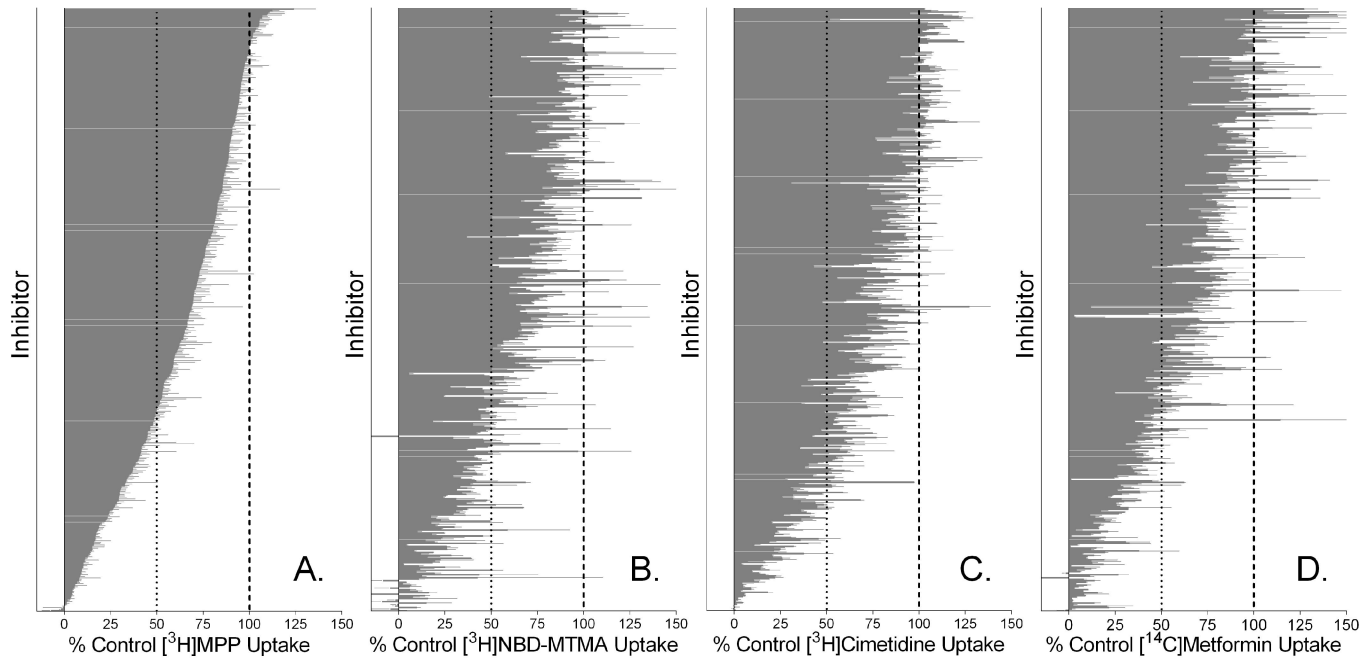 Inhibitor
A.
0 25 50 75 100 125 150
% Control [³H]MPP Uptake
Inhibitor
B.
0 25 50 75 100 125 150
% Control [³H]NBD-MTMA Uptake
Inhibitor
C.
0 25 50 75 100 125 150
% Control [³H]Cimetidine Uptake
Inhibitor
D.
0 25 50 75 100 125 150
% Control [¹⁴C]Metformin Uptake